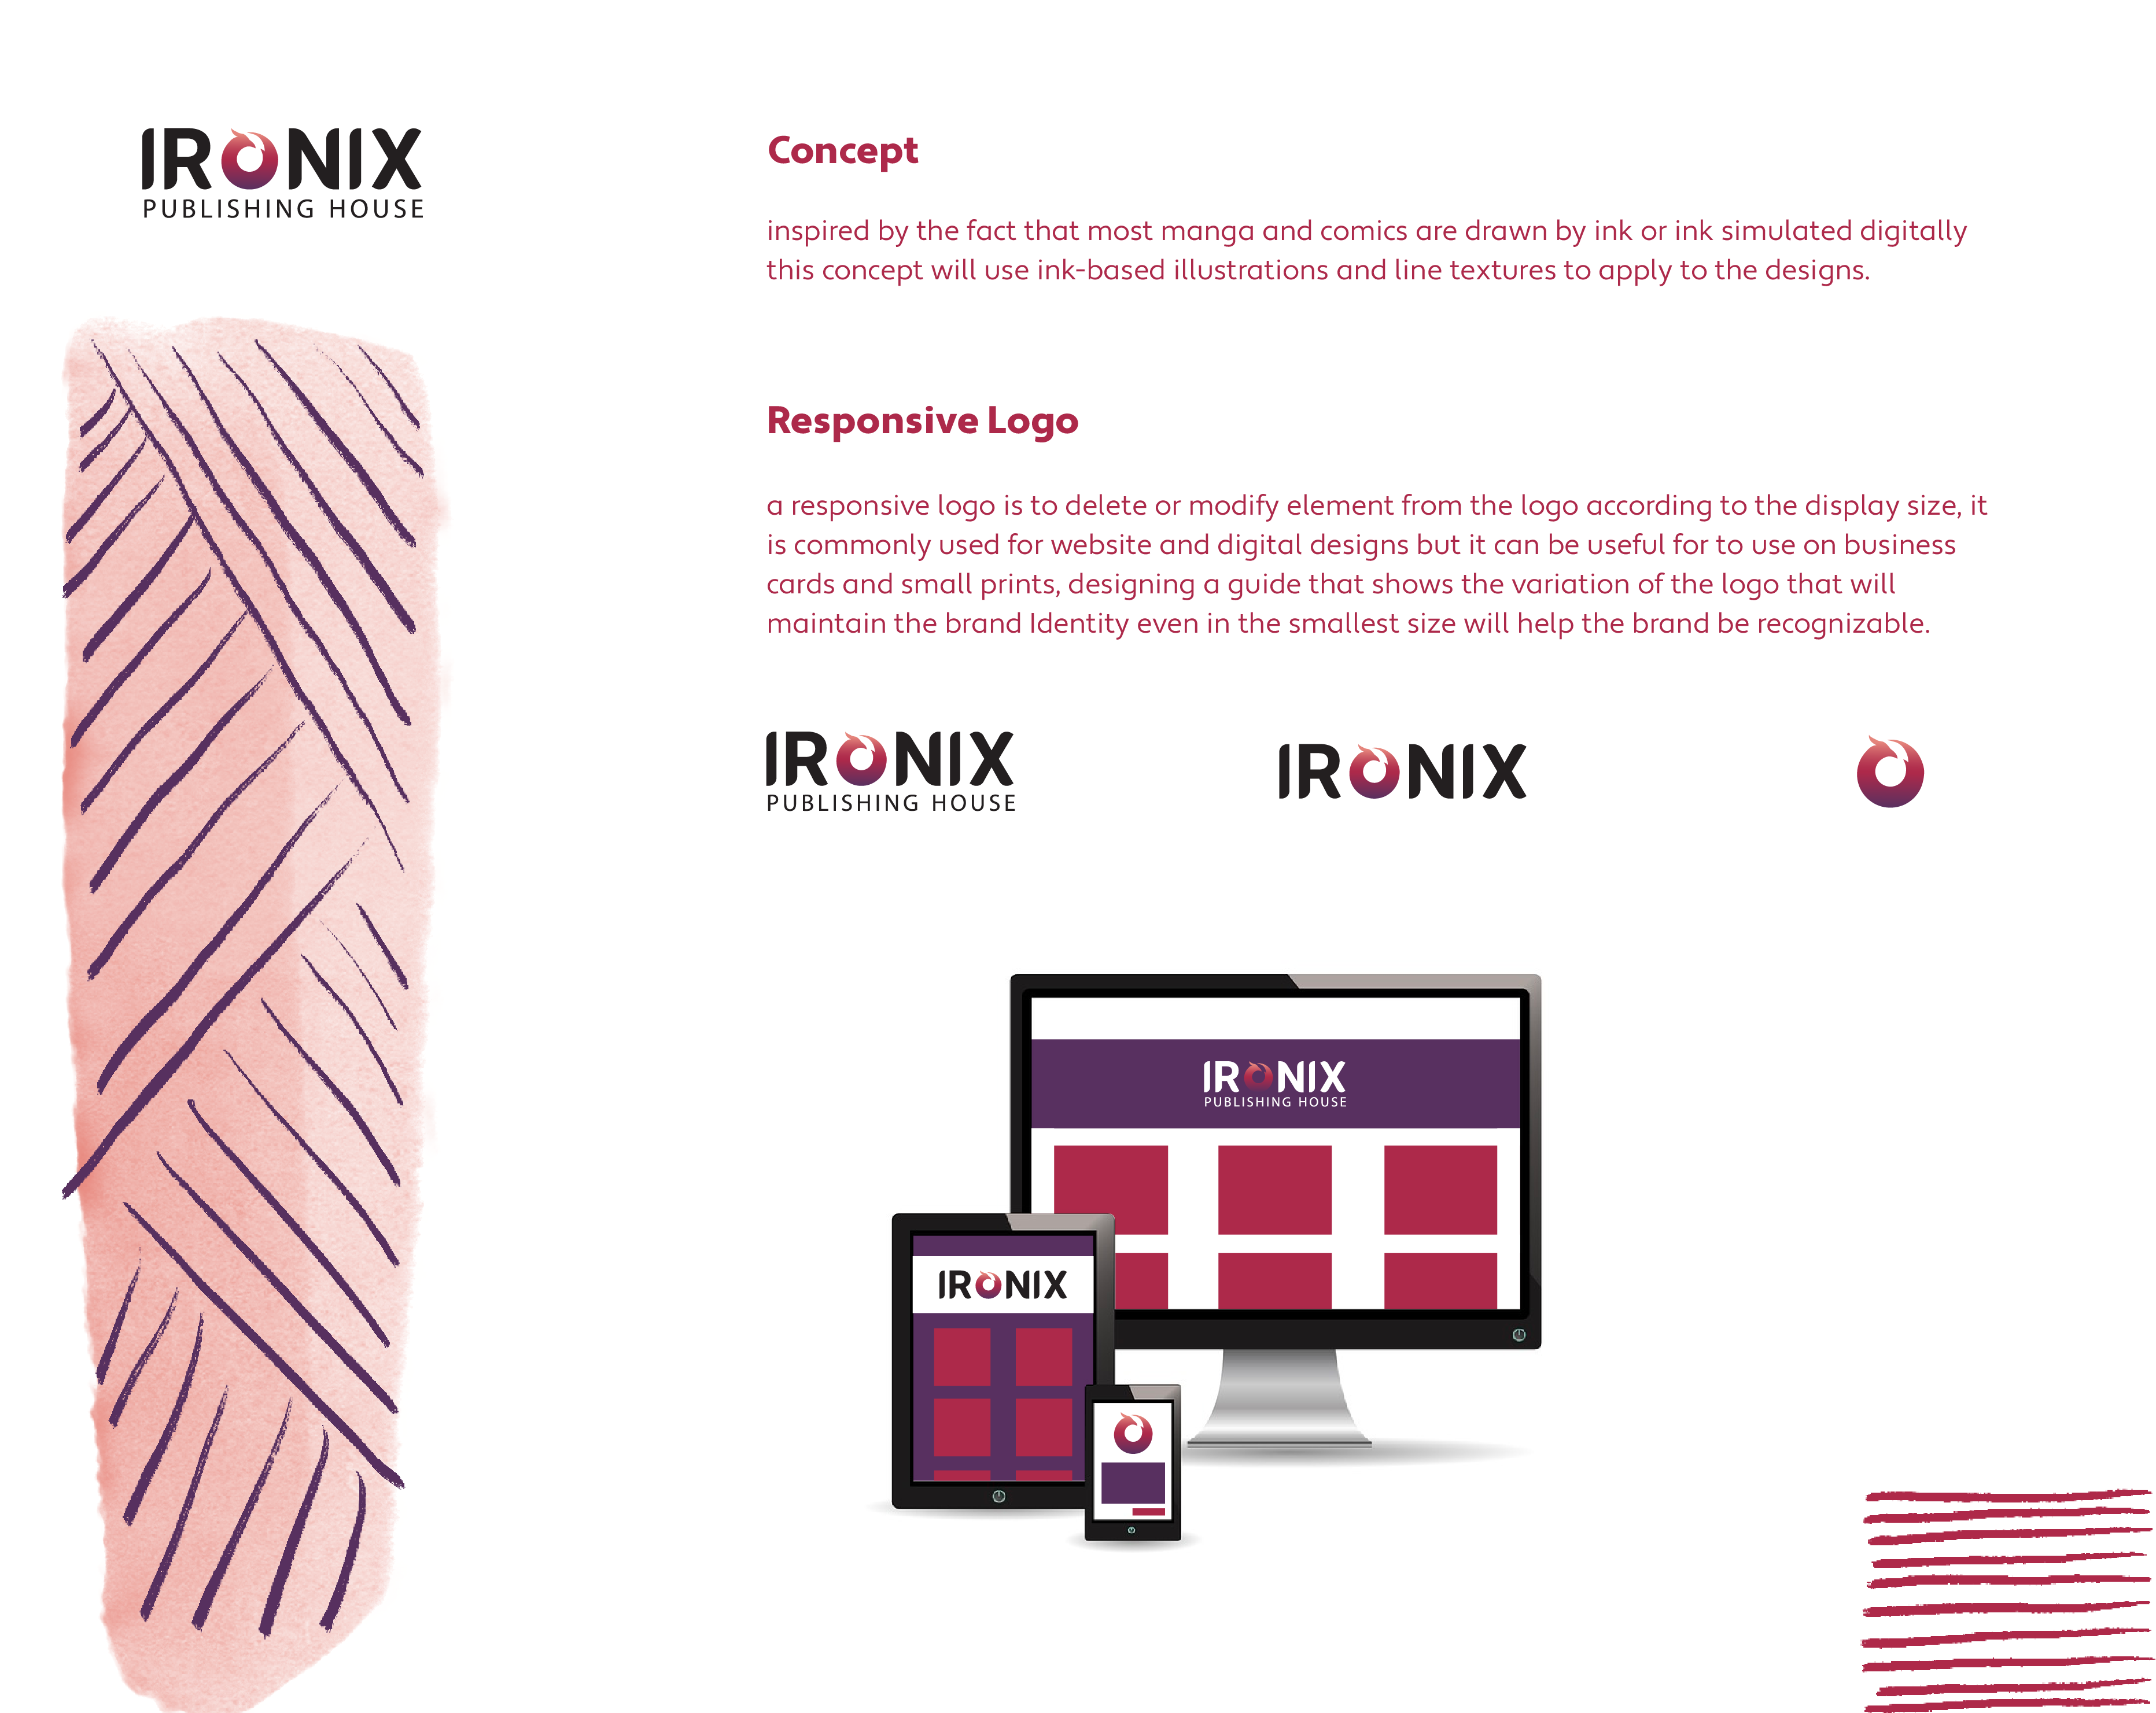 IRONIX
PUBLISHING HOUSE
Concept
inspired by the fact that most manga and comics are drawn by ink or ink simulated digitally
this concept will use ink-based illustrations and line textures to apply to the designs.
Responsive Logo
a responsive logo is to delete or modify element from the logo according to the display size, it
is commonly used for website and digital designs but it can be useful for to use on business
cards and small prints, designing a guide that shows the variation of the logo that will
maintain the brand Identity even in the smallest size will help the brand be recognizable.
IRONIX
PUBLISHING HOUSE
IRONIX
IRONIX
PUBLISHING HOUSE
IRONIX